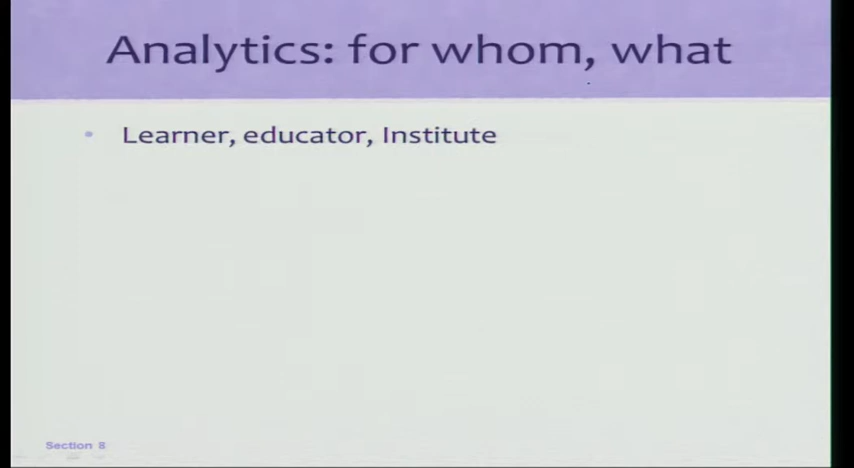 Analytics: for whom, what
• Learner, educator, Institute
Section 8